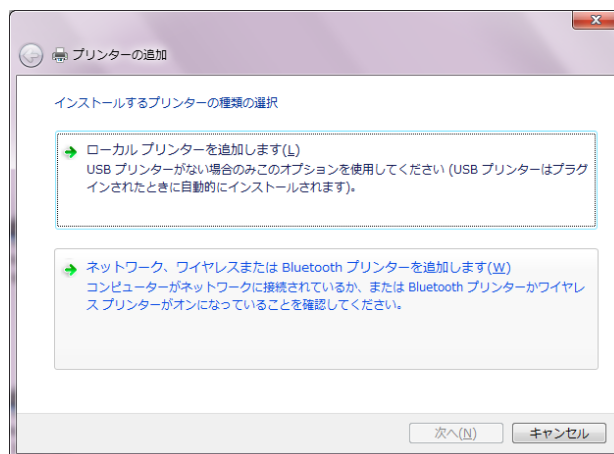 プリンターの追加
インストールするプリンターの種類の選択
ローカル プリンターを追加します(L)
USB プリンターがない場合のみこのオプションを使用してください (USB プリンターはプラグ
インされたときに自動的にインストールされます)。
ネットワーク、ワイヤレスまたは Bluetooth プリンターを追加します(W)
コンピューターがネットワークに接続されているか、または Bluetooth プリンターかワイヤレ
ス プリンターがオンになっていることを確認してください。
次へ(N) キャンセル